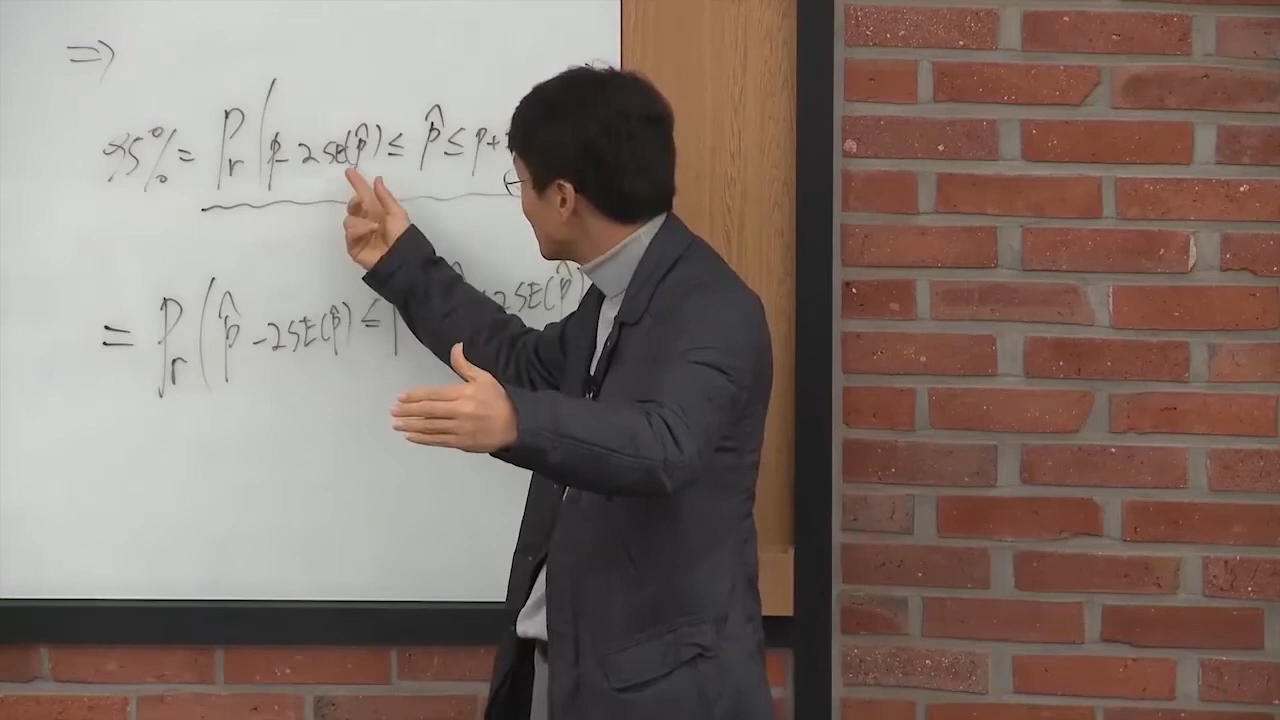 ⇒
95% = Pr(p - 2SE(p̂) ≤ p̂ ≤ p +
= Pr(p̂ - 2SE(p̂) ≤ p 2SE(p̂)